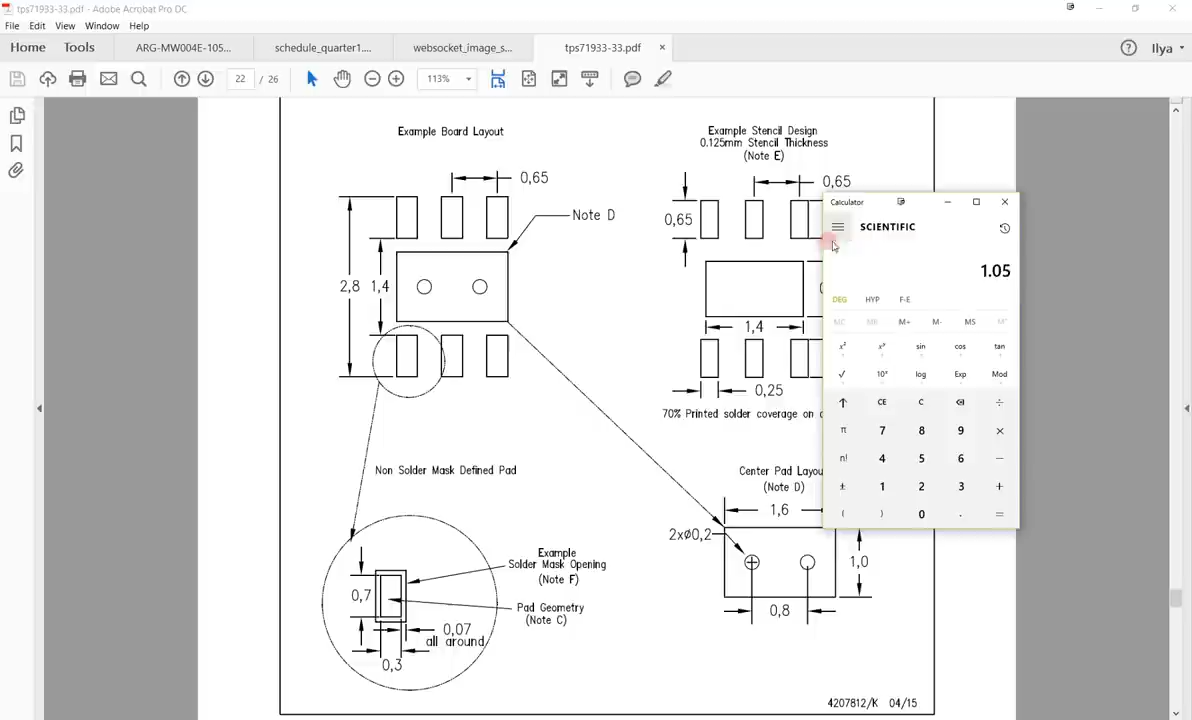 tps71933-33.pdf - Adobe Acrobat Pro DC
File Edit View Window Help
Home Tools ARG-MW004E-105... schedule_quarter1.... websocket_image_s... tps71933-33.pdf × Ilya
22 / 26 113%
Example Board Layout
0,65
Note D
2,8
1,4
Example Stencil Design
0.125mm Stencil Thickness
(Note E)
0,65
0,65
1,4
0,25
70% Printed solder coverage on
Calculator
SCIENTIFIC
1.05
DEG HYP F-E
MC MR M+ M- MS
x² xʸ sin cos tan
√ 10ˣ log Exp Mod
↑ CE C ÷
π 7 8 9 ×
n! 4 5 6 −
± 1 2 3 +
( ) 0 . =
Non Solder Mask Defined Pad
Example
Solder Mask Opening
(Note F)
Pad Geometry
(Note C)
0,7
0,07
all around
0,3
Center Pad Layou
(Note D)
1,6
2xø0,2
1,0
0,8
4207812/K 04/15